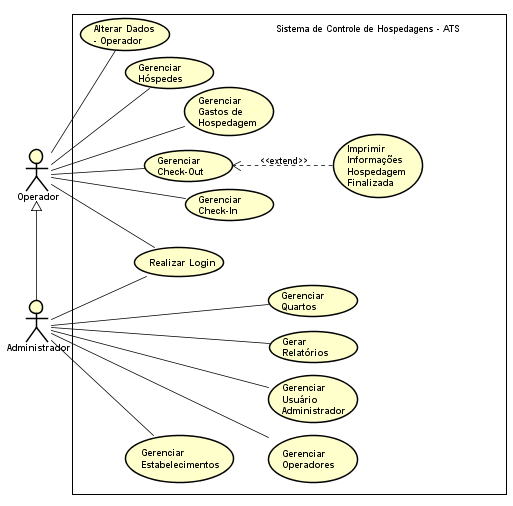 Sistema de Controle de Hospedagens - ATS
Alterar Dados
- Operador
Gerenciar
Hóspedes
Gerenciar
Gastos de
Hospedagem
Gerenciar
Check-Out
<<extend>>
Imprimir
Informações
Hospedagem
Finalizada
Operador
Gerenciar
Check-In
Realizar Login
Gerenciar
Quartos
Administrador
Gerar
Relatórios
Gerenciar
Usuário
Administrador
Gerenciar
Estabelecimentos
Gerenciar
Operadores